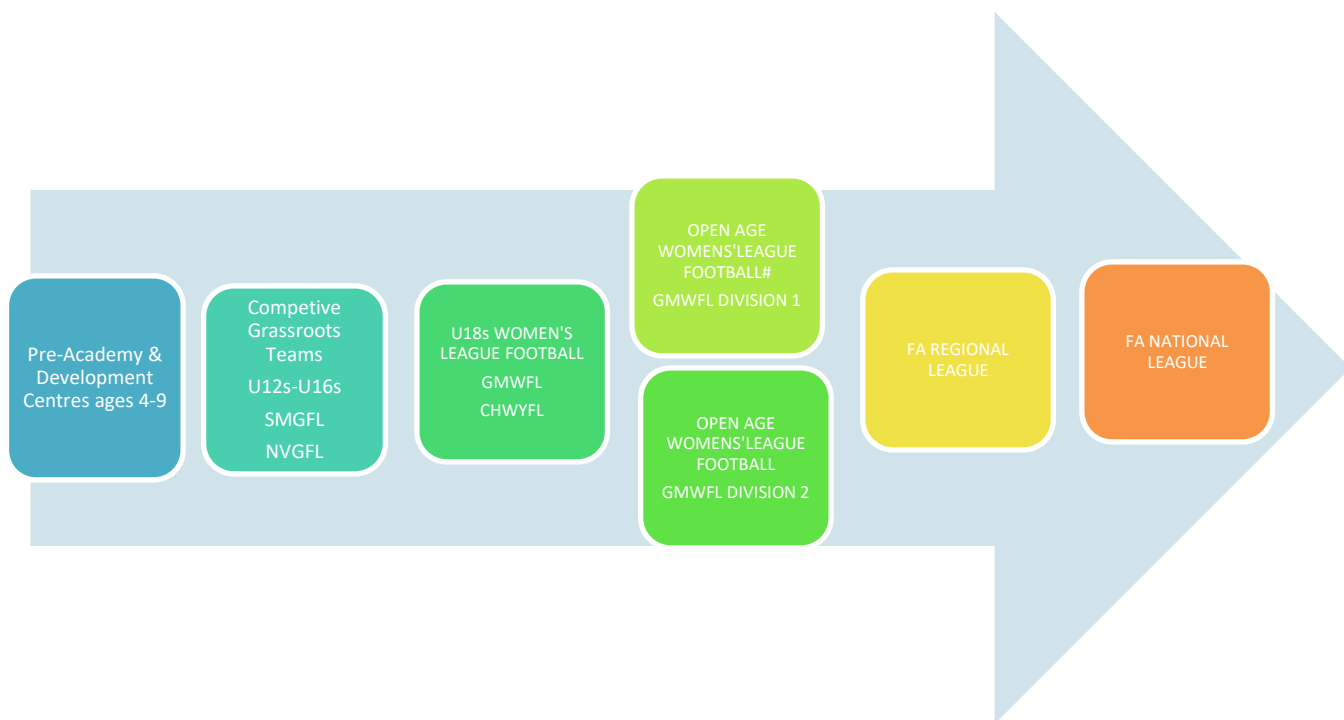 Pre-Academy &
Development
Centres ages 4-9
Competive
Grassroots
Teams
U12s-U16s
SMGFL
NVGFL
U18s WOMEN'S
LEAGUE FOOTBALL
GMWFL
CHWYFL
OPEN AGE
WOMENS'LEAGUE
FOOTBALL#
GMWFL DIVISION 1
OPEN AGE
WOMENS'LEAGUE
FOOTBALL
GMWFL DIVISION 2
FA REGIONAL
LEAGUE
FA NATIONAL
LEAGUE